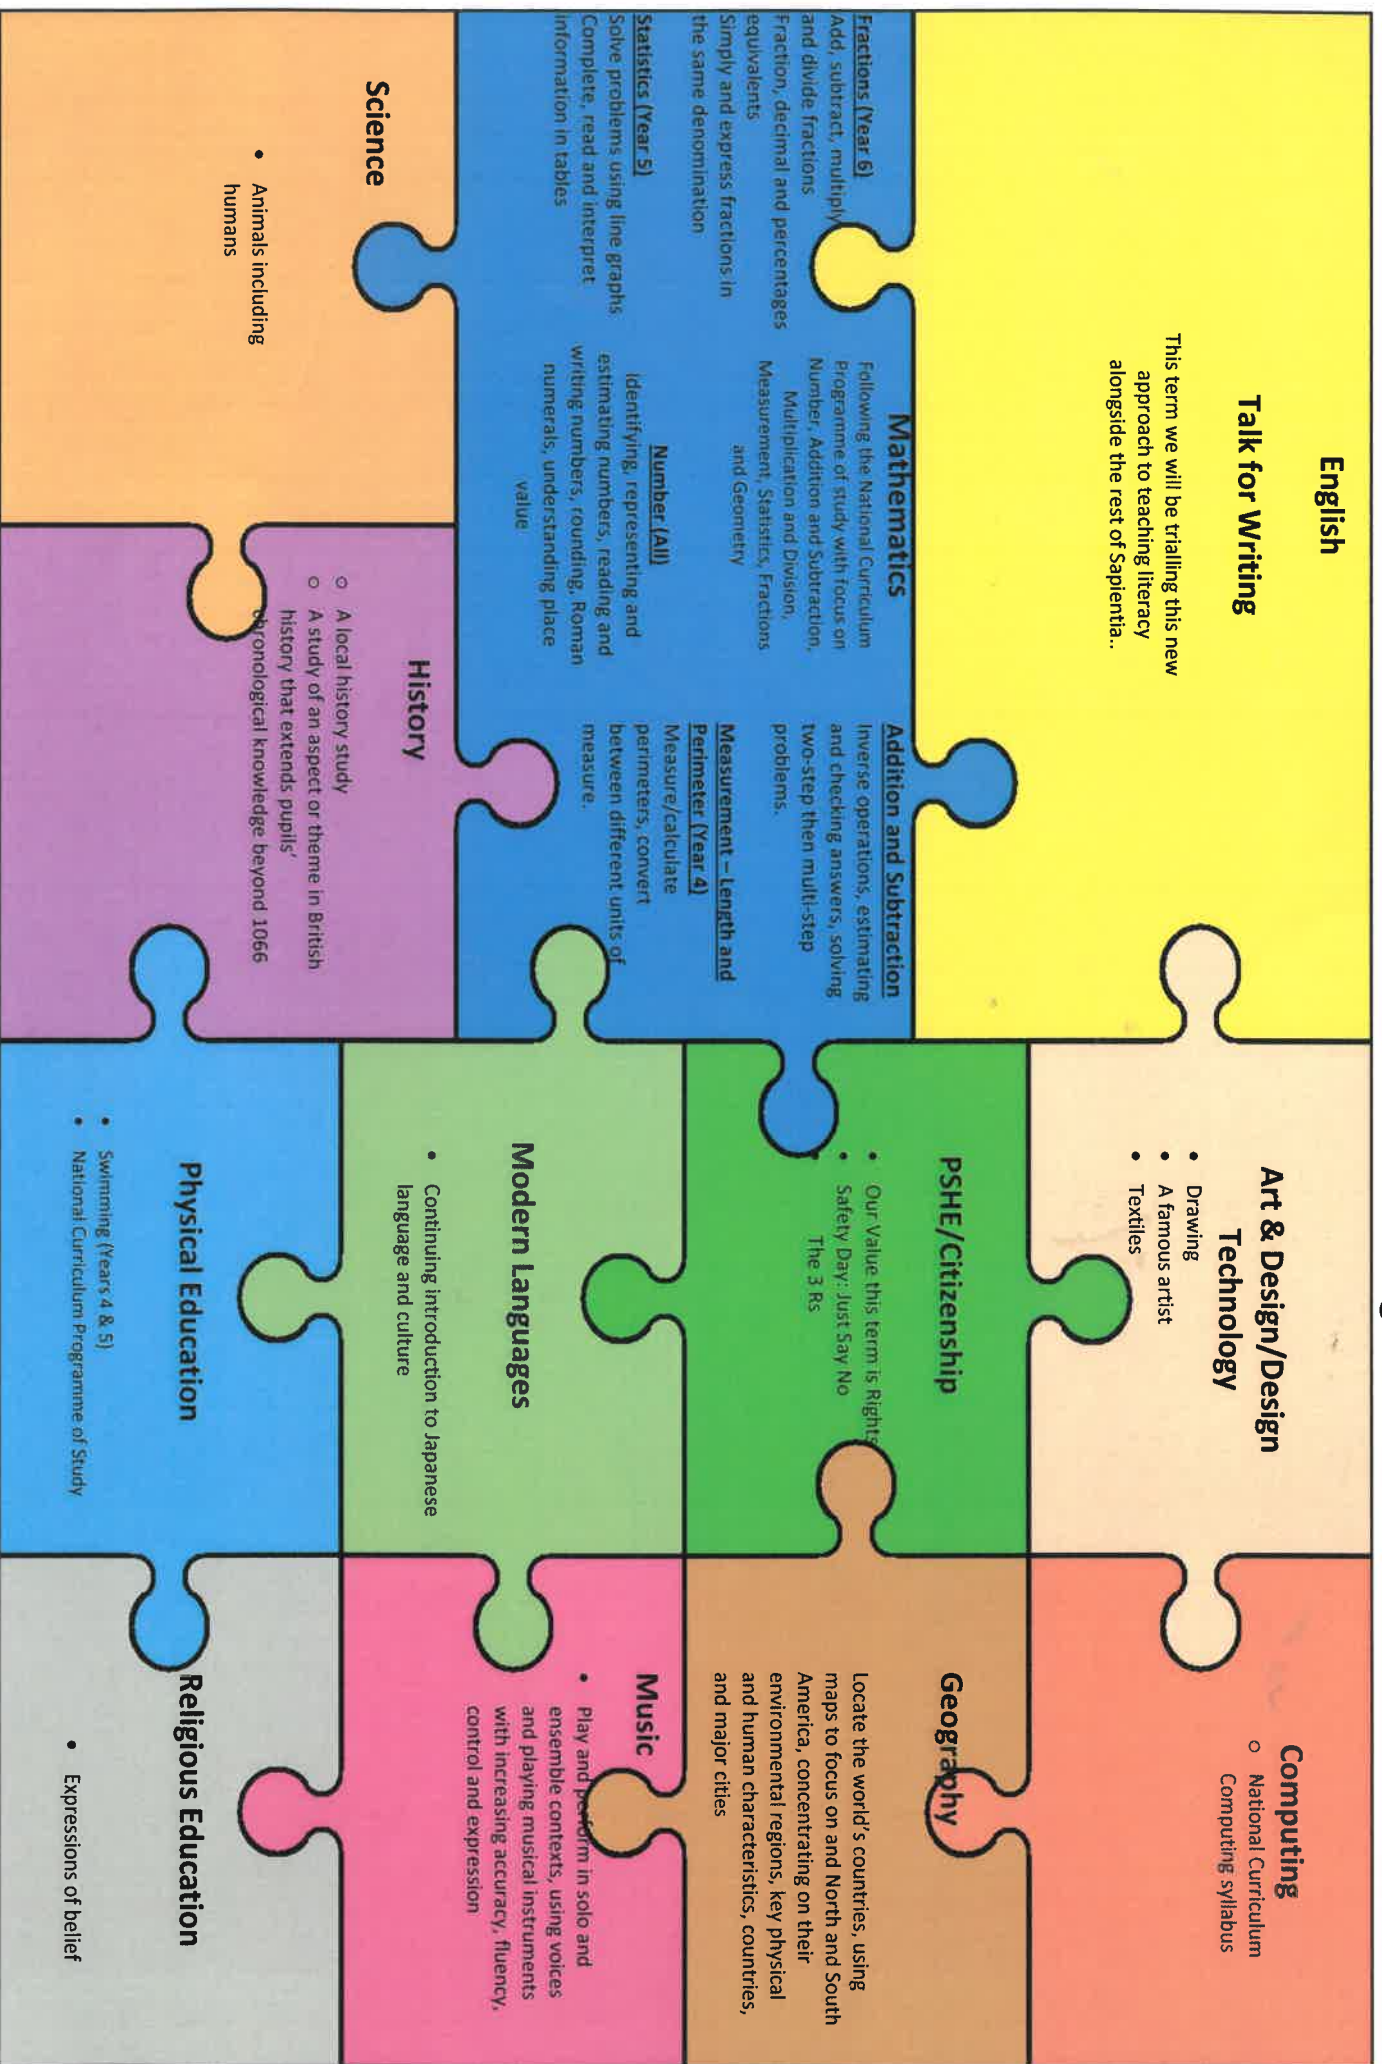 English
Talk for Writing
This term we will be trialling this new
approach to teaching literacy
alongside the rest of Sapientia..
Art & Design/Design
Technology
• Drawing
• A famous artist
• Textiles
Computing
o National Curriculum
Computing syllabus
Fractions (Year 6)
Add, subtract, multiply
and divide fractions
Fraction, decimal and percentages
equivalents
Simply and express fractions in
the same denomination
Statistics (Year 5)
Solve problems using line graphs
Complete, read and interpret
information in tables
Mathematics
Following the National Curriculum
Programme of study with focus on
Number, Addition and Subtraction,
Multiplication and Division,
Measurement, Statistics, Fractions
and Geometry
Number (All)
Identifying, representing and
estimating numbers, reading and
writing numbers, rounding, Roman
numerals, understanding place
value
Addition and Subtraction
Inverse operations, estimating
and checking answers, solving
two-step then multi-step
problems.
Measurement – Length and
Perimeter (Year 4)
Measure/calculate
perimeters, convert
between different units of
measure.
PSHE/Citizenship
• Our Value this term is Rights
• Safety Day: Just Say No
• The 3 Rs
Geography
Locate the world's countries, using
maps to focus on and North and South
America, concentrating on their
environmental regions, key physical
and human characteristics, countries,
and major cities
Modern Languages
• Continuing introduction to Japanese
language and culture
Music
• Play and perform in solo and
ensemble contexts, using voices
and playing musical instruments
with increasing accuracy, fluency,
control and expression
Science
• Animals including
humans
History
o A local history study
o A study of an aspect or theme in British
history that extends pupils'
chronological knowledge beyond 1066
Physical Education
• Swimming (Years 4 & 5)
• National Curriculum Programme of Study
Religious Education
• Expressions of belief